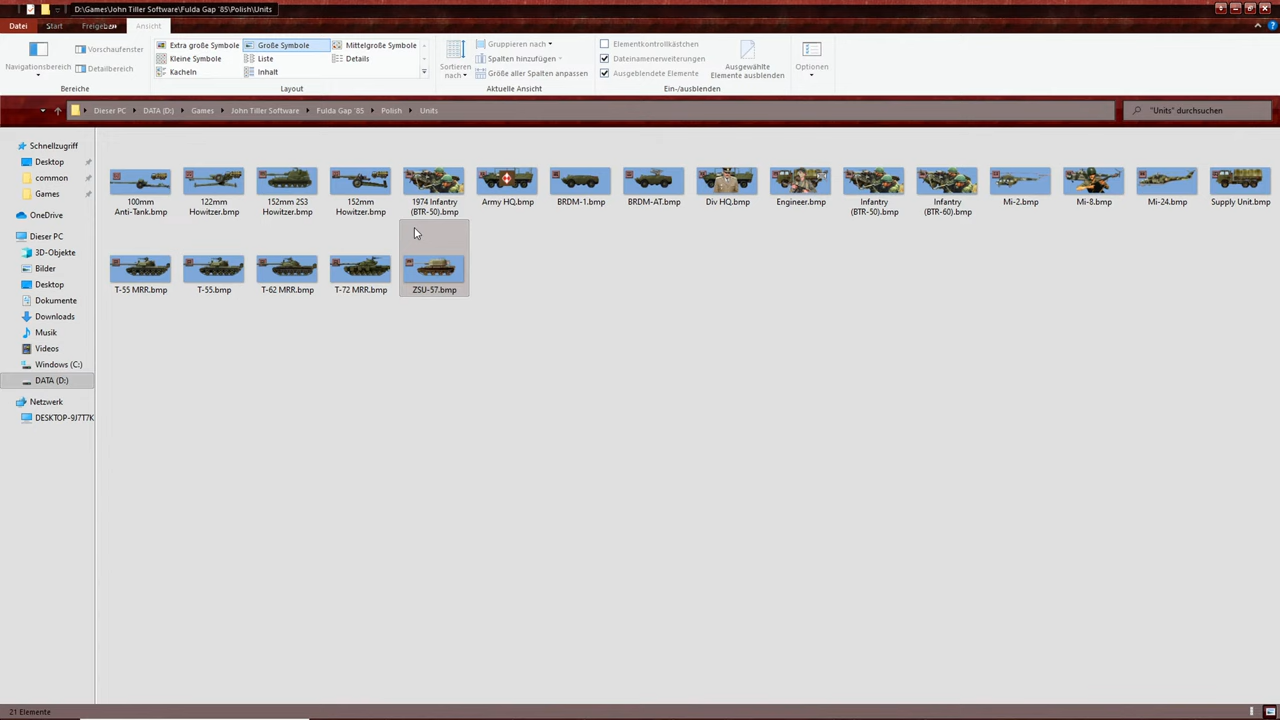 D:\Games\John Tiller Software\Fulda Gap '85\Polish\Units
Datei
Start
Freigeben
Ansicht
Navigationsbereich
Vorschaufenster
Detailbereich
Bereiche
Extra große Symbole
Große Symbole
Mittelgroße Symbole
Kleine Symbole
Liste
Details
Kacheln
Inhalt
Layout
Sortieren nach
Gruppieren nach
Spalten hinzufügen
Größe aller Spalten anpassen
Aktuelle Ansicht
Elementkontrollkästchen
Dateinamenerweiterungen
Ausgeblendete Elemente
Ausgewählte
Elemente ausblenden
Ein-/ausblenden
Optionen
Dieser PC
DATA (D:)
Games
John Tiller Software
Fulda Gap '85
Polish
Units
"Units" durchsuchen
Schnellzugriff
Desktop
common
Games
OneDrive
Dieser PC
3D-Objekte
Bilder
Desktop
Dokumente
Downloads
Musik
Videos
Windows (C:)
DATA (D:)
Netzwerk
DESKTOP-9J7T7K
100mm
Anti-Tank.bmp
122mm
Howitzer.bmp
152mm 2S3
Howitzer.bmp
152mm
Howitzer.bmp
1974 Infantry
(BTR-50).bmp
Army HQ.bmp
BRDM-1.bmp
BRDM-AT.bmp
Div HQ.bmp
Engineer.bmp
Infantry
(BTR-50).bmp
Infantry
(BTR-60).bmp
Mi-2.bmp
Mi-8.bmp
Mi-24.bmp
Supply Unit.bmp
T-55 MRR.bmp
T-55.bmp
T-62 MRR.bmp
T-72 MRR.bmp
ZSU-57.bmp
21 Elemente